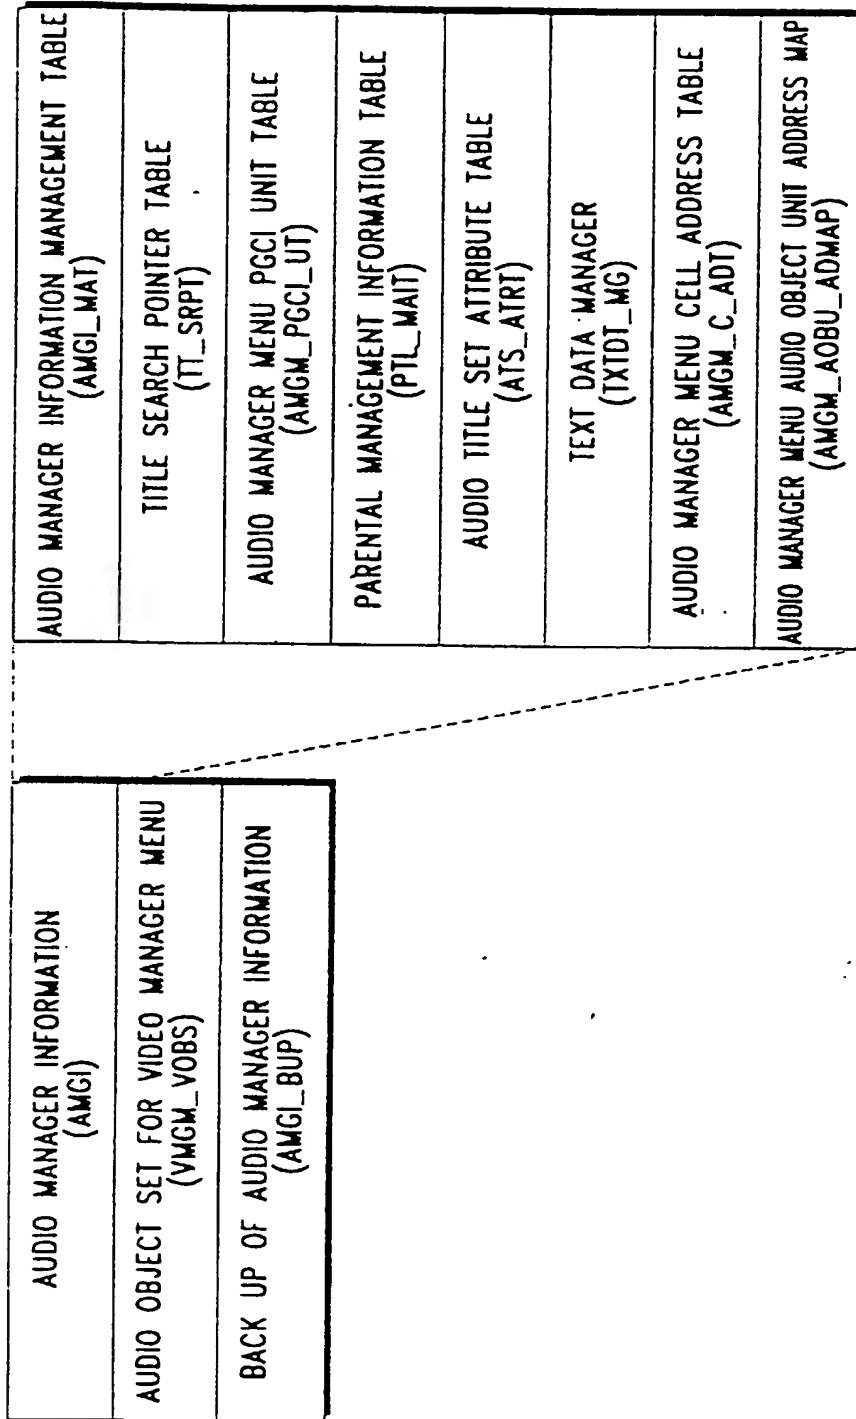 AUDIO MANAGER INFORMATION
(AMGI)
AUDIO OBJECT SET FOR VIDEO MANAGER MENU
(VMGM_VOBS)
BACK UP OF AUDIO MANAGER INFORMATION
(AMGI_BUP)
AUDIO MANAGER INFORMATION MANAGEMENT TABLE
(AMGI_MAT)
TITLE SEARCH POINTER TABLE
(TT_SRPT)
AUDIO MANAGER MENU PGCI UNIT TABLE
(AMGM_PGCI_UT)
PARENTAL MANAGEMENT INFORMATION TABLE
(PTL_MAIT)
AUDIO TITLE SET ATTRIBUTE TABLE
(ATS_ATRT)
TEXT DATA MANAGER
(TXTDT_MG)
AUDIO MANAGER MENU CELL ADDRESS TABLE
(AMGM_C_ADT)
AUDIO MANAGER MENU AUDIO OBJECT UNIT ADDRESS MAP
(AMGM_AOBU_ADMAP)